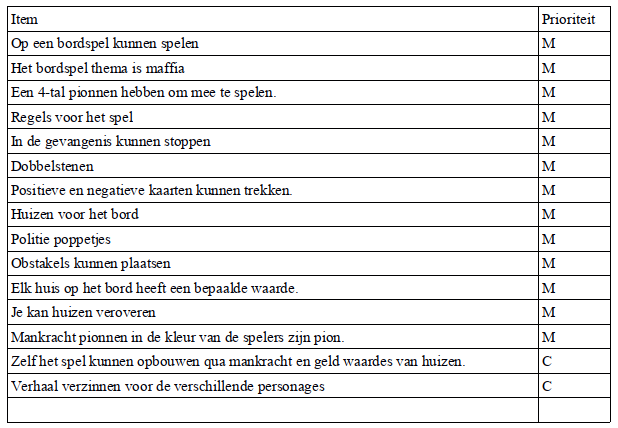 Item Prioriteit
Op een bordspel kunnen spelen M
Het bordspel thema is maffia M
Een 4-tal pionnen hebben om mee te spelen. M
Regels voor het spel M
In de gevangenis kunnen stoppen M
Dobbelstenen M
Positieve en negatieve kaarten kunnen trekken. M
Huizen voor het bord M
Politie poppetjes M
Obstakels kunnen plaatsen M
Elk huis op het bord heeft een bepaalde waarde. M
Je kan huizen veroveren M
Mankracht pionnen in de kleur van de spelers zijn pion. M
Zelf het spel kunnen opbouwen qua mankracht en geld waardes van huizen. C
Verhaal verzinnen voor de verschillende personages C